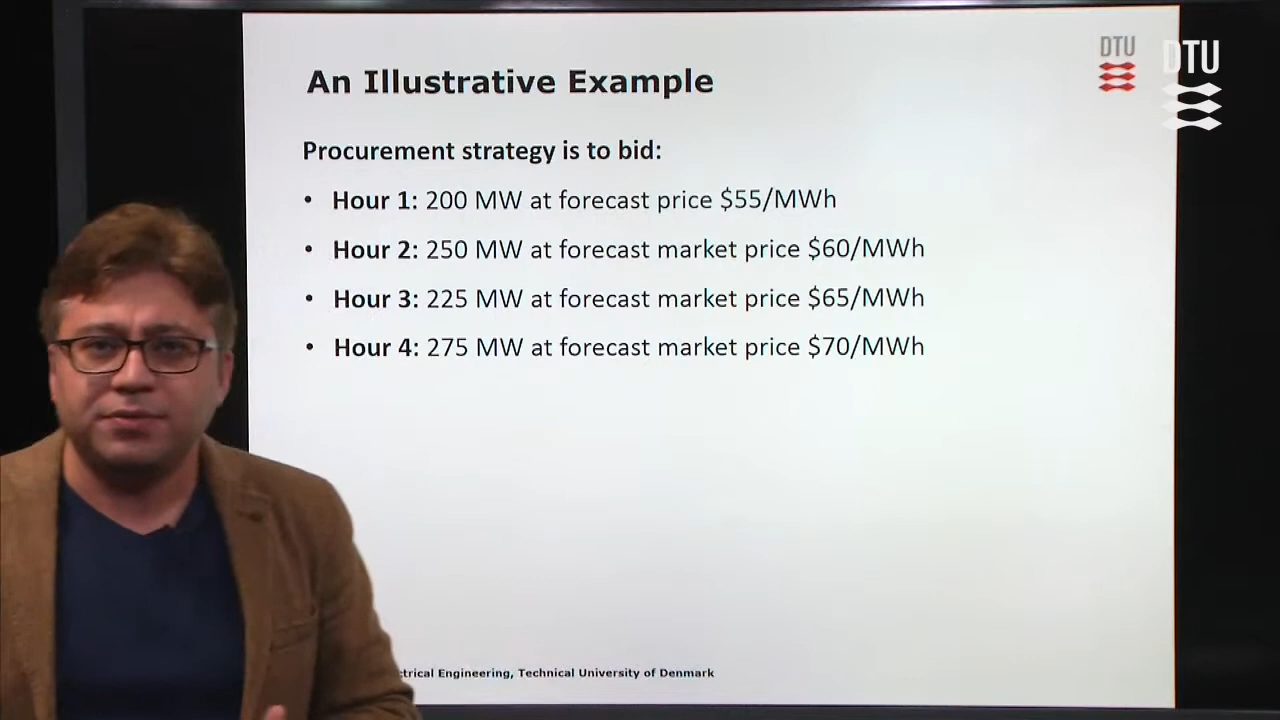 An Illustrative Example
DTU
DTU
Procurement strategy is to bid:
• Hour 1: 200 MW at forecast price $55/MWh
• Hour 2: 250 MW at forecast market price $60/MWh
• Hour 3: 225 MW at forecast market price $65/MWh
• Hour 4: 275 MW at forecast market price $70/MWh
Engineering, Technical University of Denmark